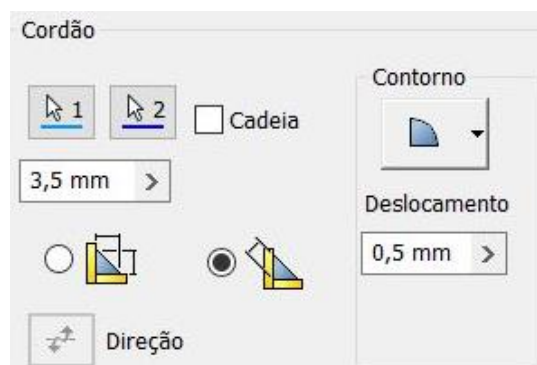 Cordão
1
2
Cadeia
3,5 mm >
Direção
Contorno
Deslocamento
0,5 mm >